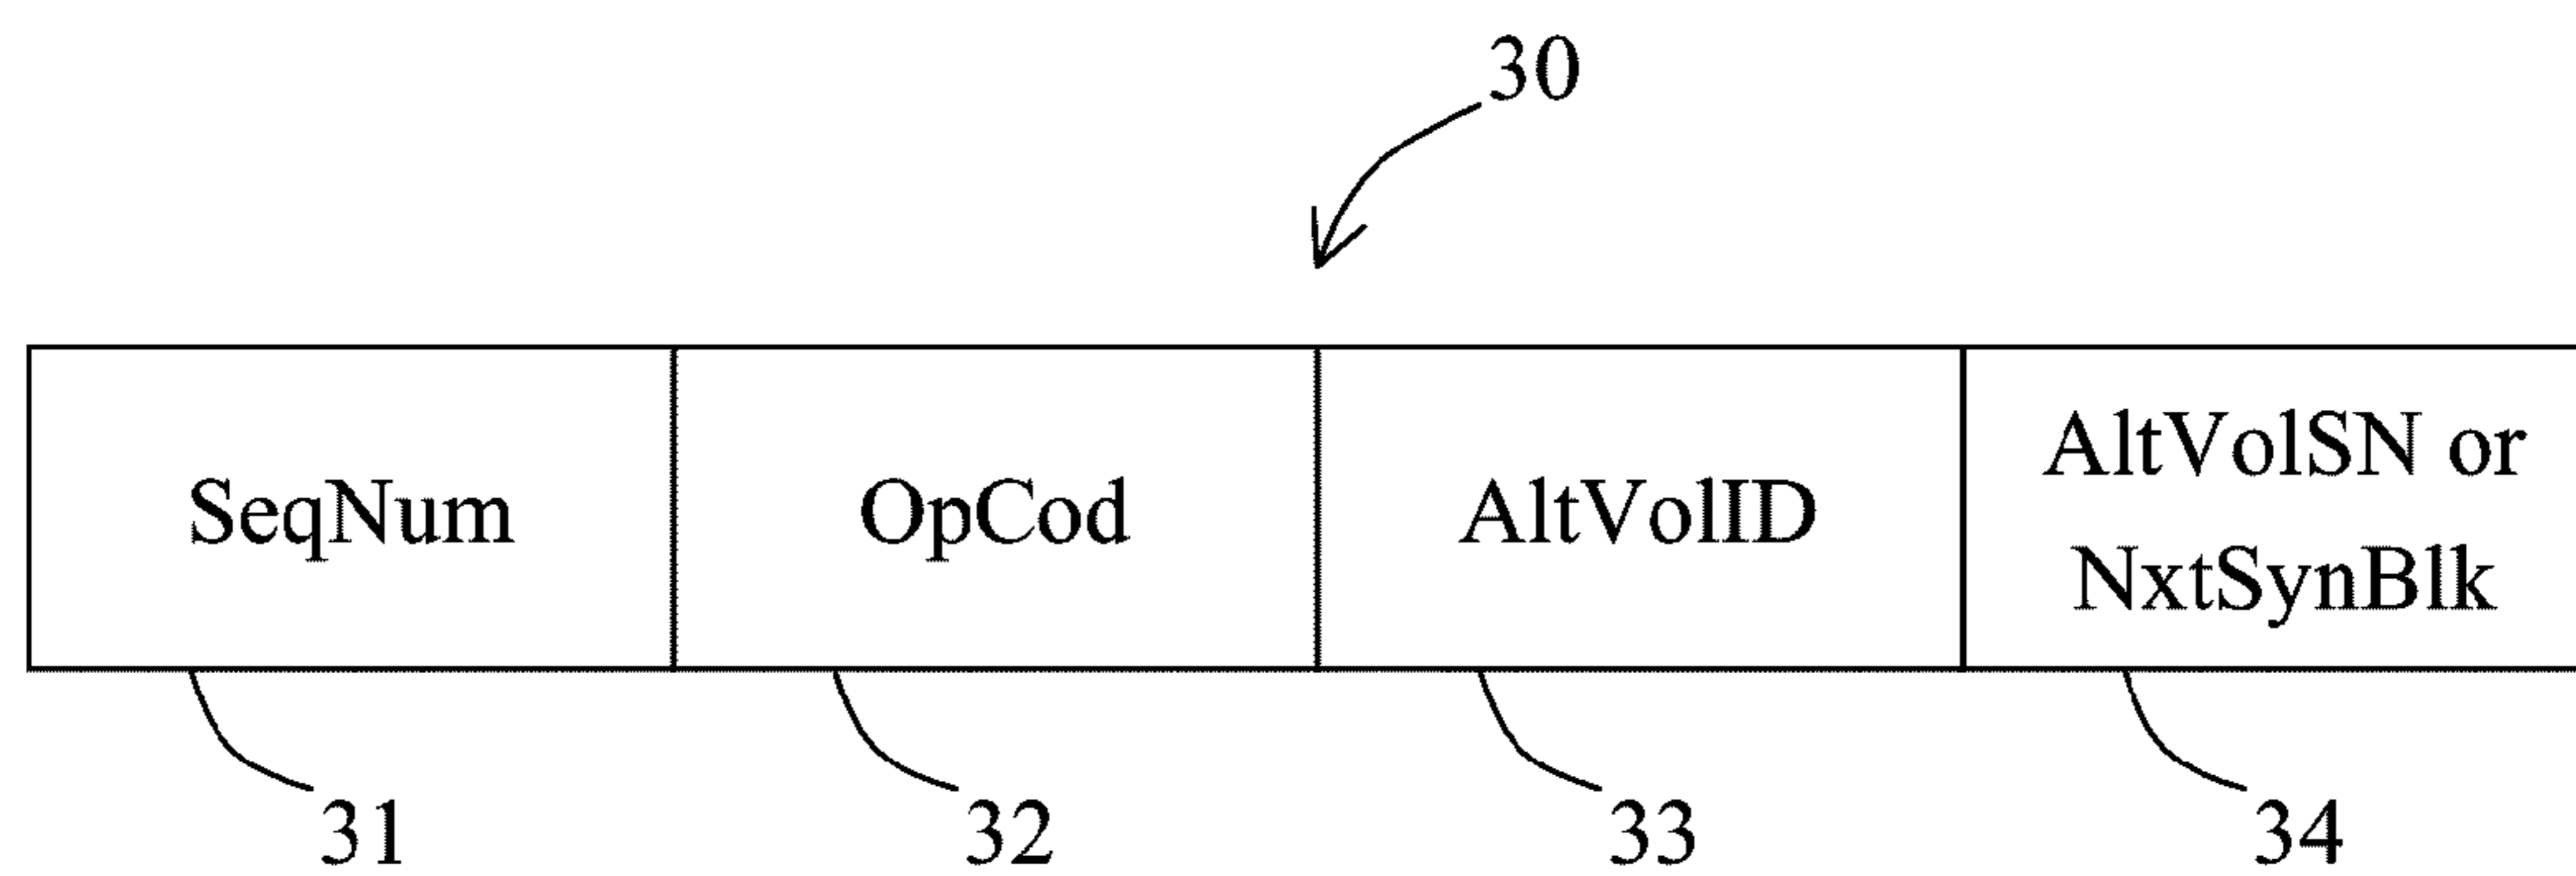 30
SeqNum
OpCod
AltVolID
AltVolSN or
NxtSynBlk
31
32
33
34